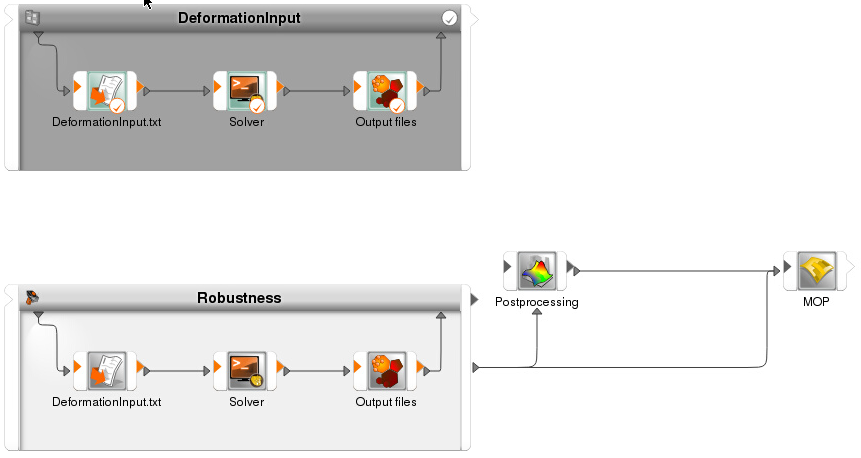 DeformationInput
DeformationInput.txt
Solver
Output files
Postprocessing
MOP
Robustness
DeformationInput.txt
Solver
Output files